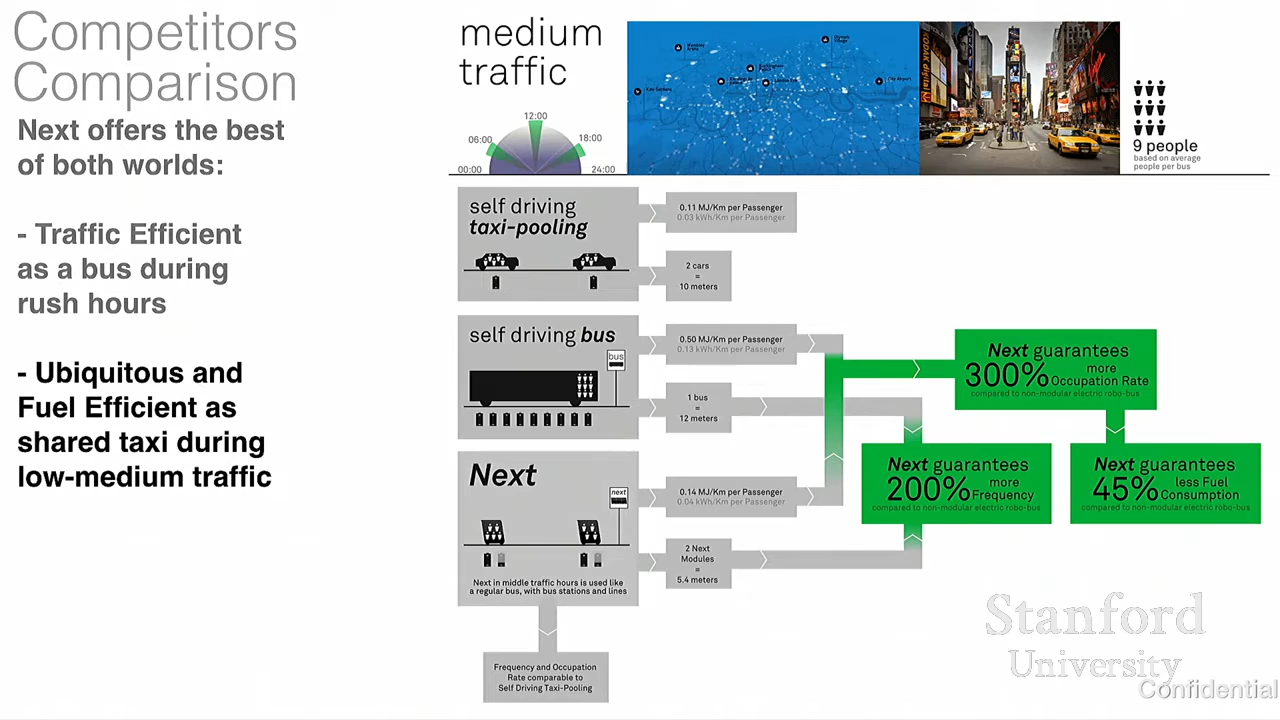 Competitors
Comparison
Next offers the best
of both worlds:
- Traffic Efficient
as a bus during
rush hours
- Ubiquitous and
Fuel Efficient as
shared taxi during
low-medium traffic
medium
traffic
12:00
06:00
18:00
00:00
24:00
Olympic
Village
City Airport
London Eye
Kew Gardens
9 people
based on average
people per bus
self driving
taxi-pooling
0.11 MJ/Km per Passenger
0.03 kWh/Km per Passenger
2 cars
=
10 meters
self driving bus
bus
0.50 MJ/Km per Passenger
0.13 kWh/Km per Passenger
1 bus
=
12 meters
Next
next
0.14 MJ/Km per Passenger
0.04 kWh/Km per Passenger
2 Next
Modules
=
5.4 meters
Next in middle traffic hours is used like
a regular bus, with bus stations and lines
Frequency and Occupation
Rate comparable to
Self Driving Taxi-Pooling
Next guarantees
300% more
Occupation Rate
compared to non-modular electric robo-bus
Next guarantees
200% more
Frequency
compared to non-modular electric robo-bus
Next guarantees
45% less Fuel
Consumption
compared to non-modular electric robo-bus
Stanford
University
Confidential